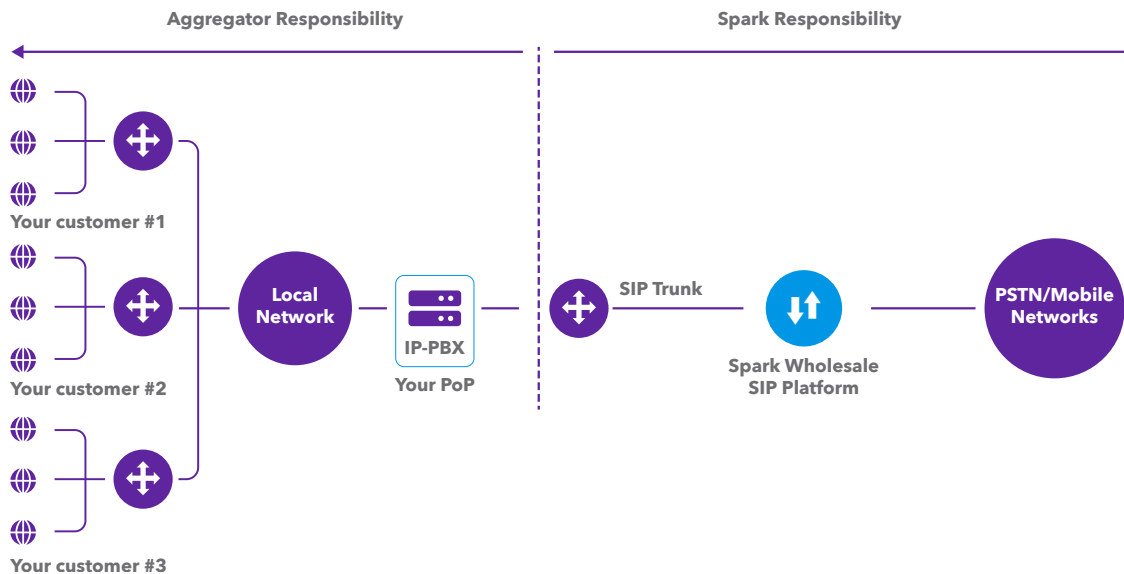 Aggregator Responsibility
Spark Responsibility
Your customer #1
Your customer #2
Your customer #3
Local
Network
IP-PBX
Your PoP
SIP Trunk
Spark Wholesale
SIP Platform
PSTN/Mobile
Networks